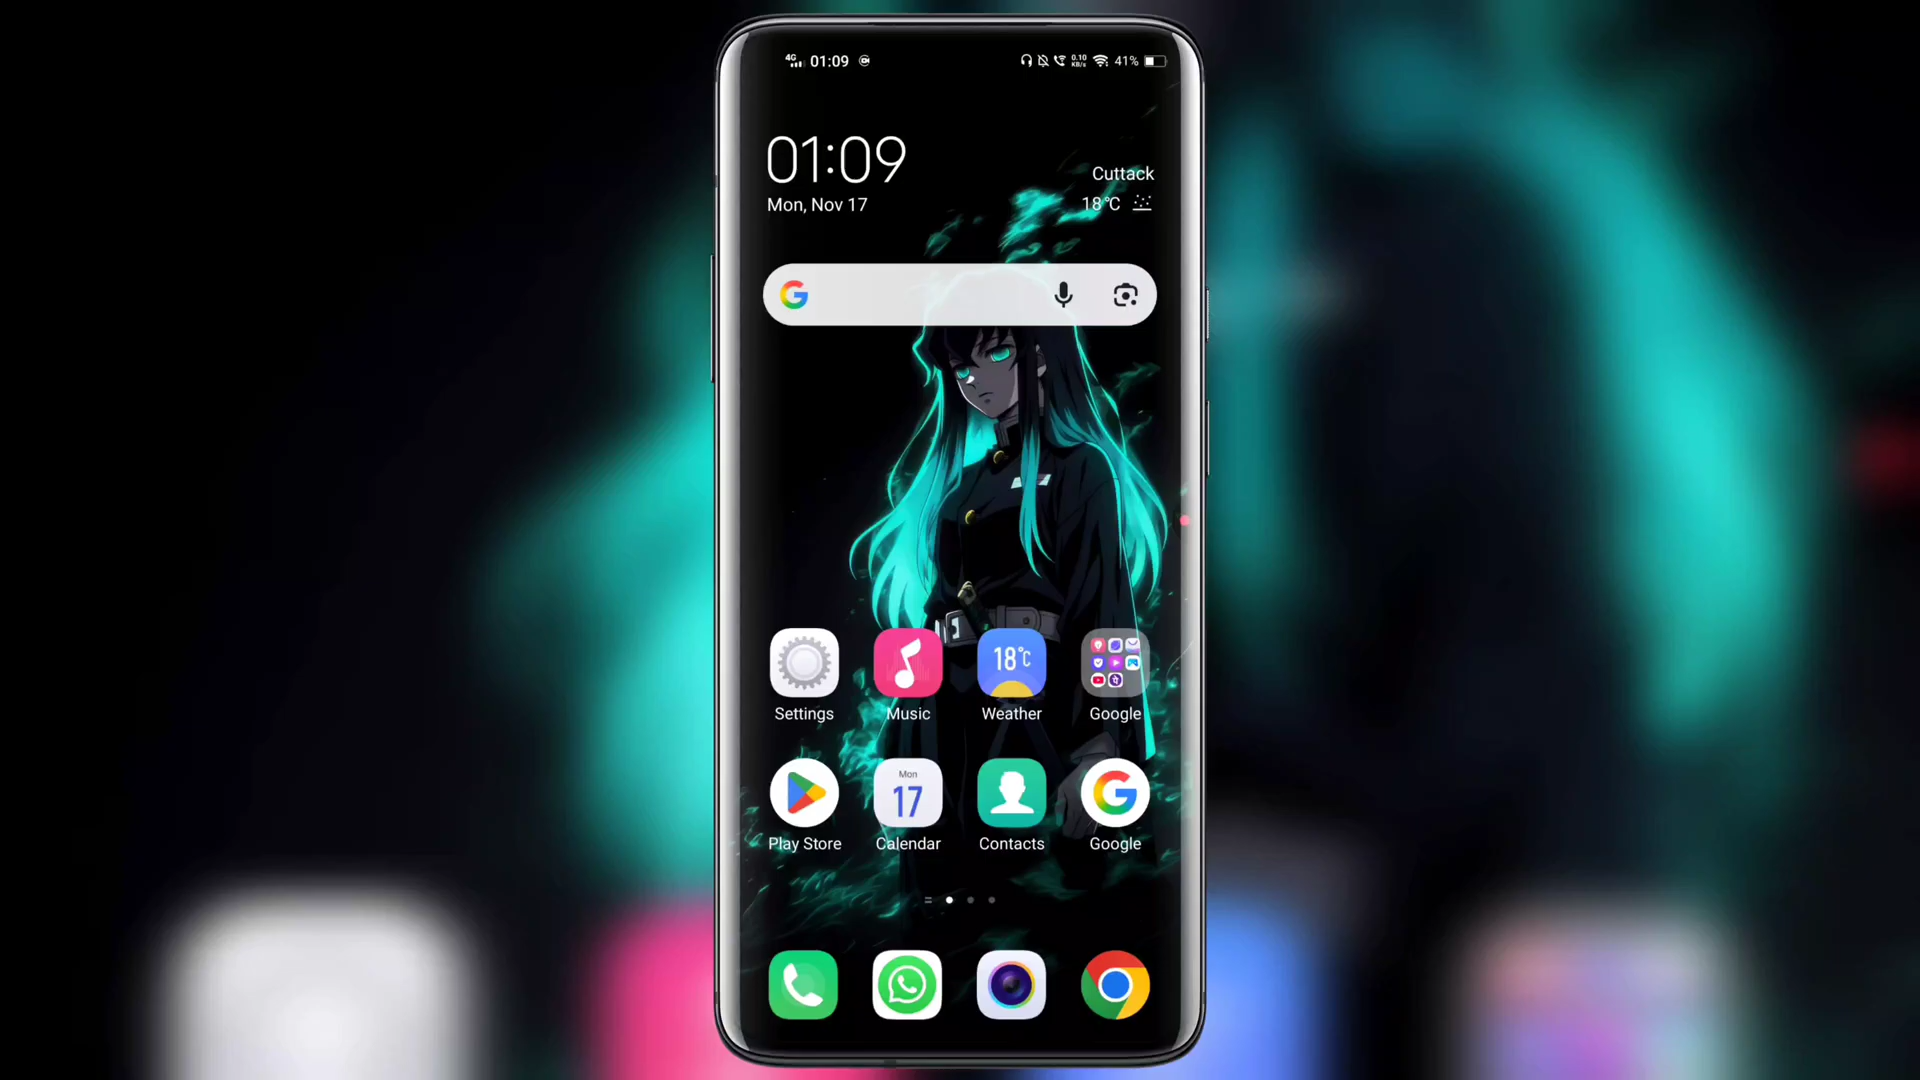 4G 01:09 0.10 KB/s 41%
01:09
Mon, Nov 17
Cuttack
18°C
18°C
Settings Music Weather Google
Mon
17
Play Store Calendar Contacts Google